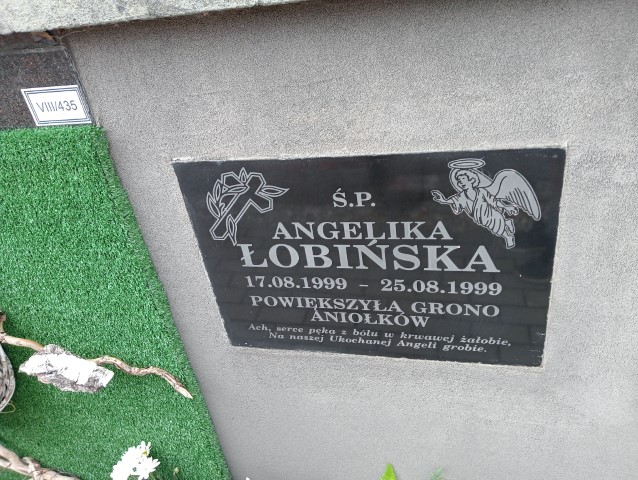 VIII/435
Ś.P.
ANGELIKA
ŁOBIŃSKA
17.08.1999 - 25.08.1999
POWIEKSZYŁA GRONO
ANIOŁKÓW
Ach, serce pęka z bólu w krwawej żałobie,
Na naszej Ukochanej Angeli grobie.